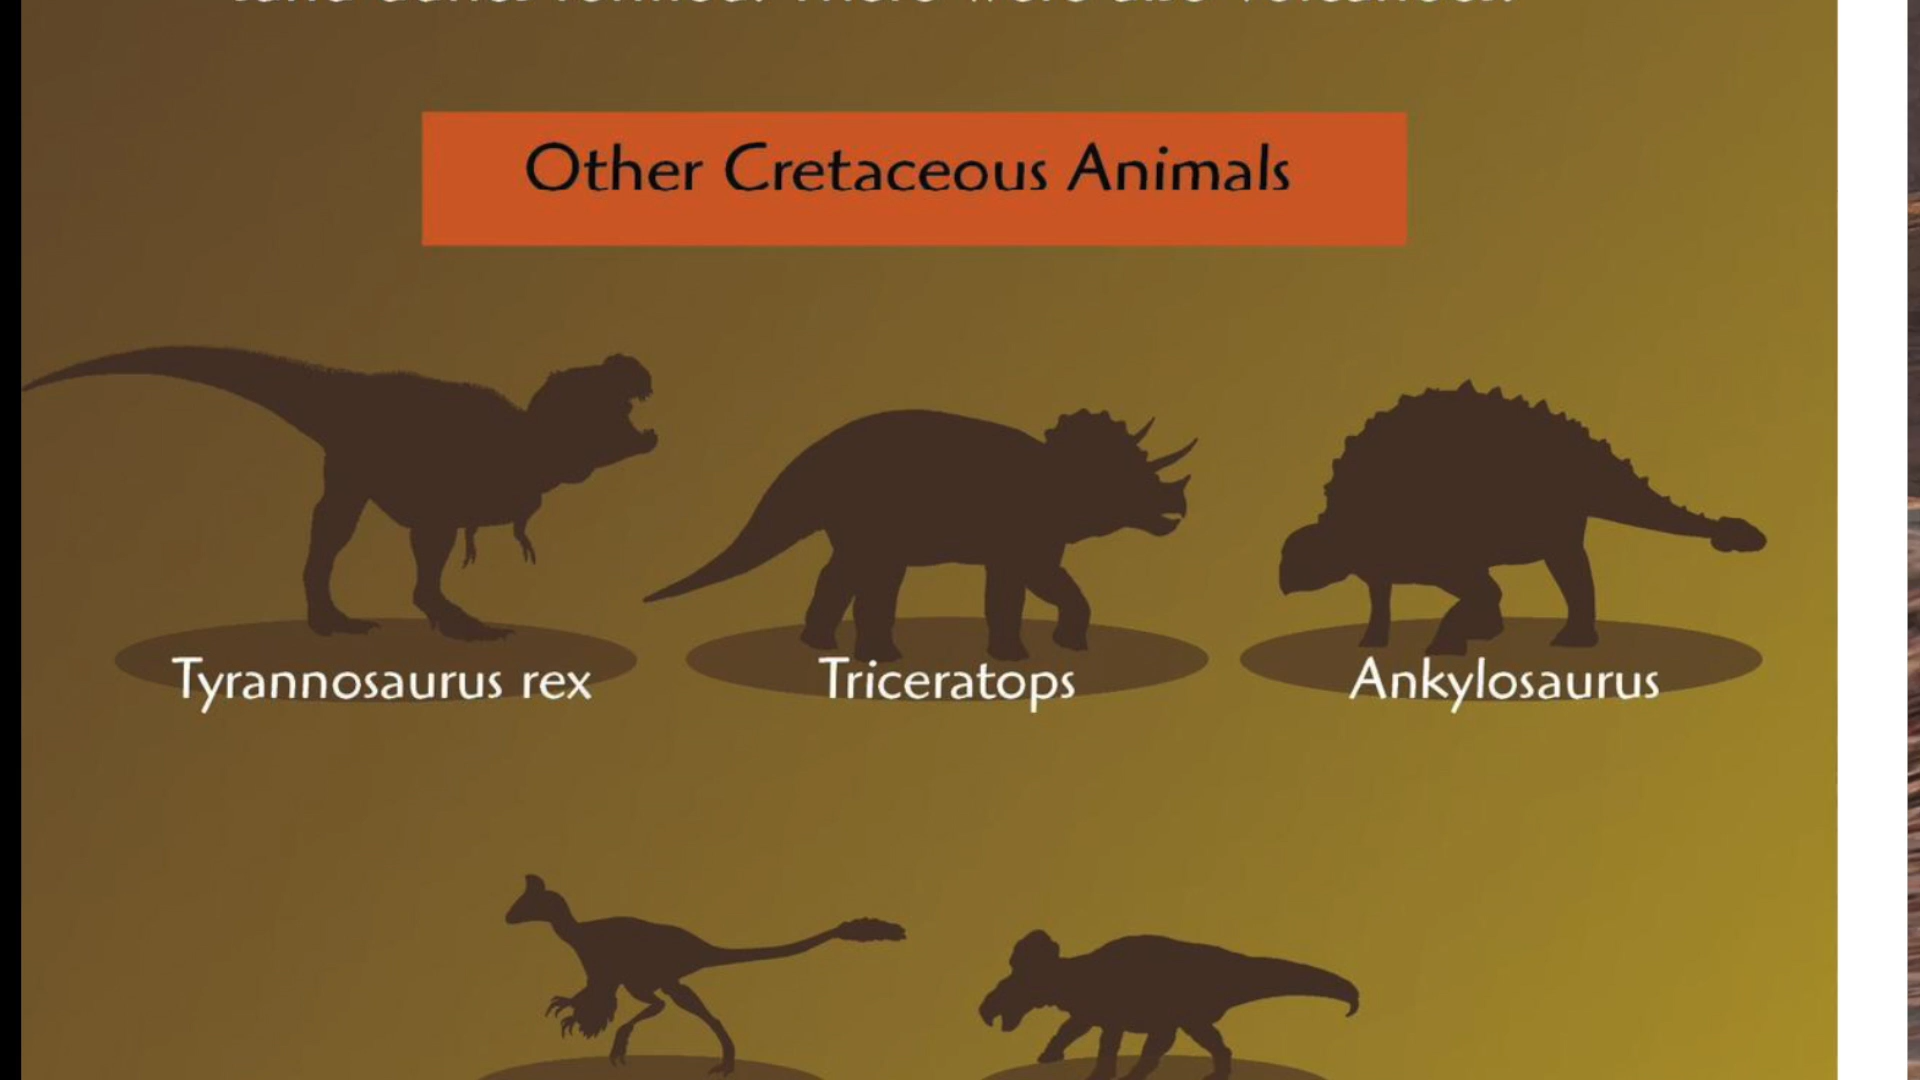 Other Cretaceous Animals
Tyrannosaurus rex
Triceratops
Ankylosaurus